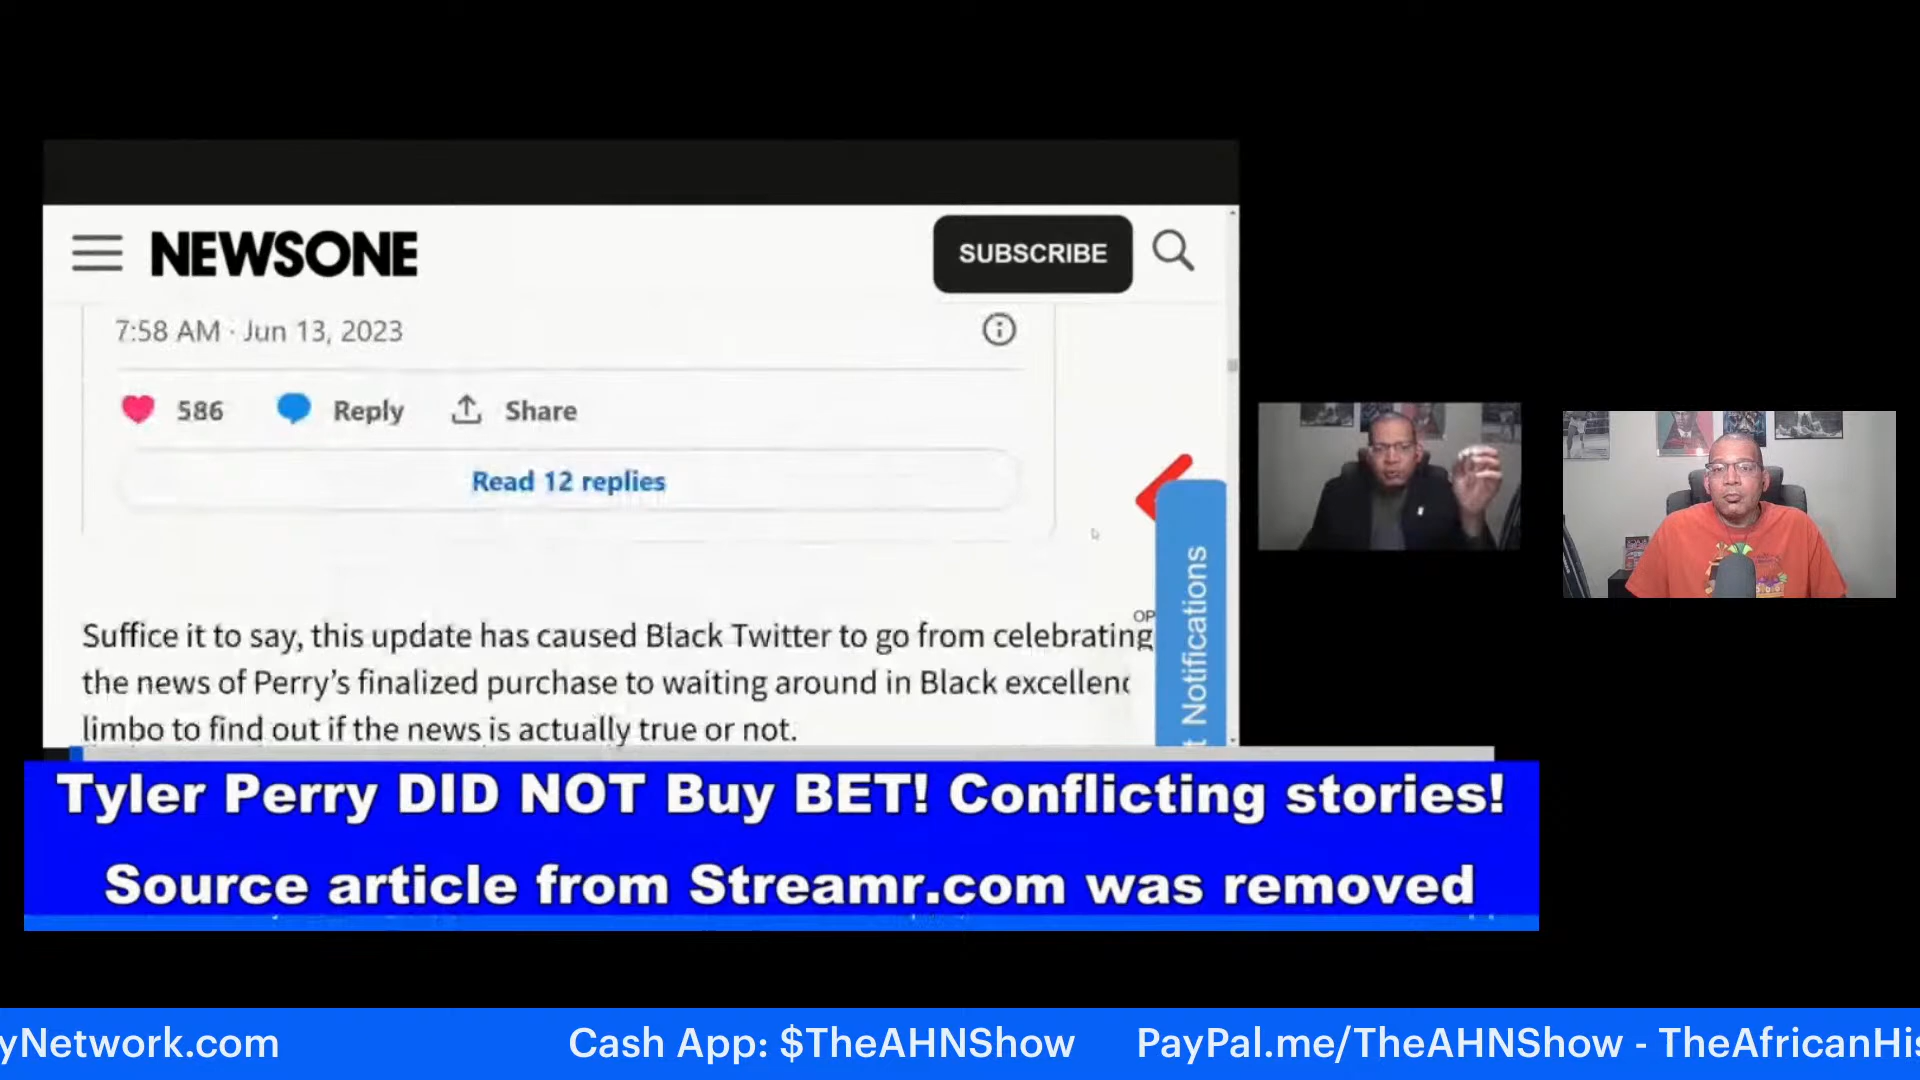 NEWSONE
SUBSCRIBE
7:58 AM · Jun 13, 2023
586 Reply Share
Read 12 replies
OP
Notifications
Suffice it to say, this update has caused Black Twitter to go from celebrating
the news of Perry's finalized purchase to waiting around in Black excellenc
limbo to find out if the news is actually true or not.
Tyler Perry DID NOT Buy BET! Conflicting stories!
Source article from Streamr.com was removed
yNetwork.com Cash App: $TheAHNShow PayPal.me/TheAHNShow - TheAfricanHis